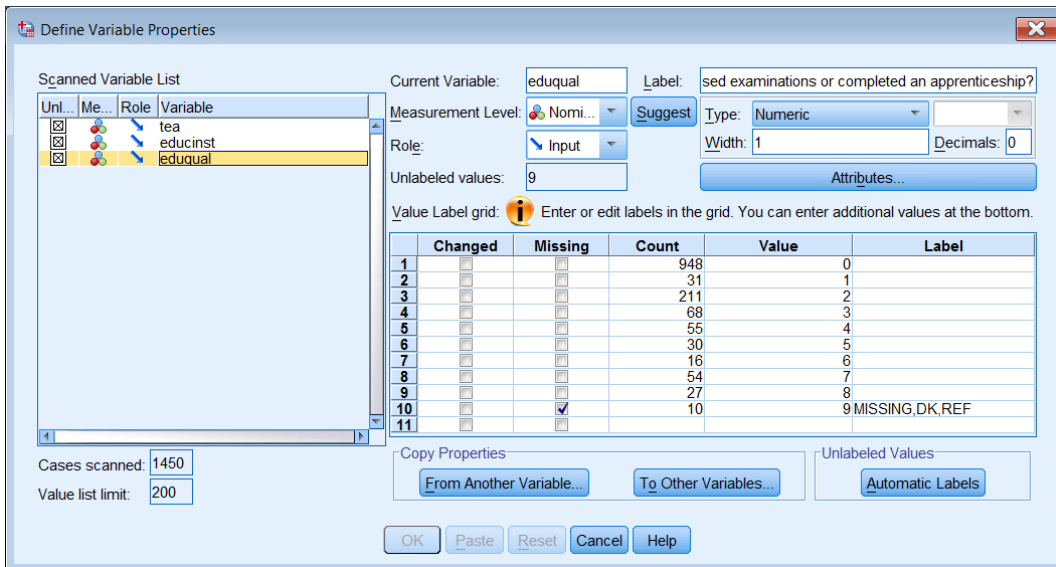 Define Variable Properties
Scanned Variable List
Unl... Me... Role Variable
tea
educinst
eduqual
Cases scanned: 1450
Value list limit: 200
Current Variable: eduqual Label: sed examinations or completed an apprenticeship?
Measurement Level: Nomi... Suggest Type: Numeric
Role: Input Width: 1 Decimals: 0
Unlabeled values: 9 Attributes...
Value Label grid: Enter or edit labels in the grid. You can enter additional values at the bottom.
Changed Missing Count Value Label
1 948 0
2 31 1
3 211 2
4 68 3
5 55 4
6 30 5
7 16 6
8 54 7
9 27 8
10 10 9 MISSING,DK,REF
11
Copy Properties Unlabeled Values
From Another Variable... To Other Variables... Automatic Labels
OK Paste Reset Cancel Help